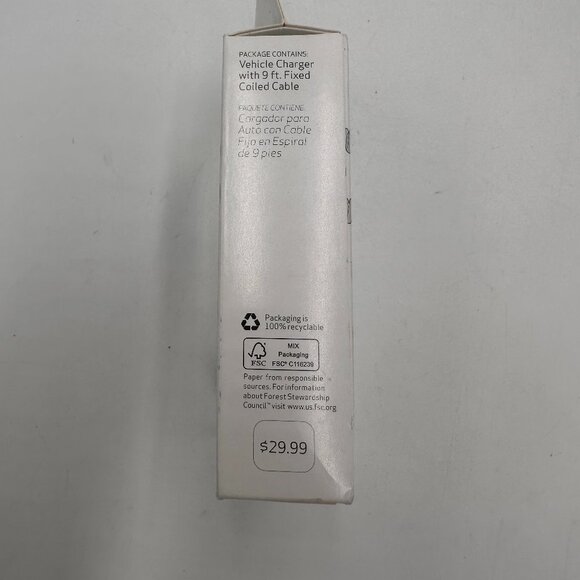 PACKAGE CONTAINS:
Vehicle Charger
with 9 ft. Fixed
Coiled Cable
PAQUETE CONTIENE:
Cargador para
Auto con Cable
Fijo en Espiral
de 9 pies
Packaging is
100% recyclable
FSC
MIX
Packaging
FSC® C116239
Paper from responsible
sources. For information
about Forest Stewardship
Council™ visit www.us.fsc.org.
$29.99